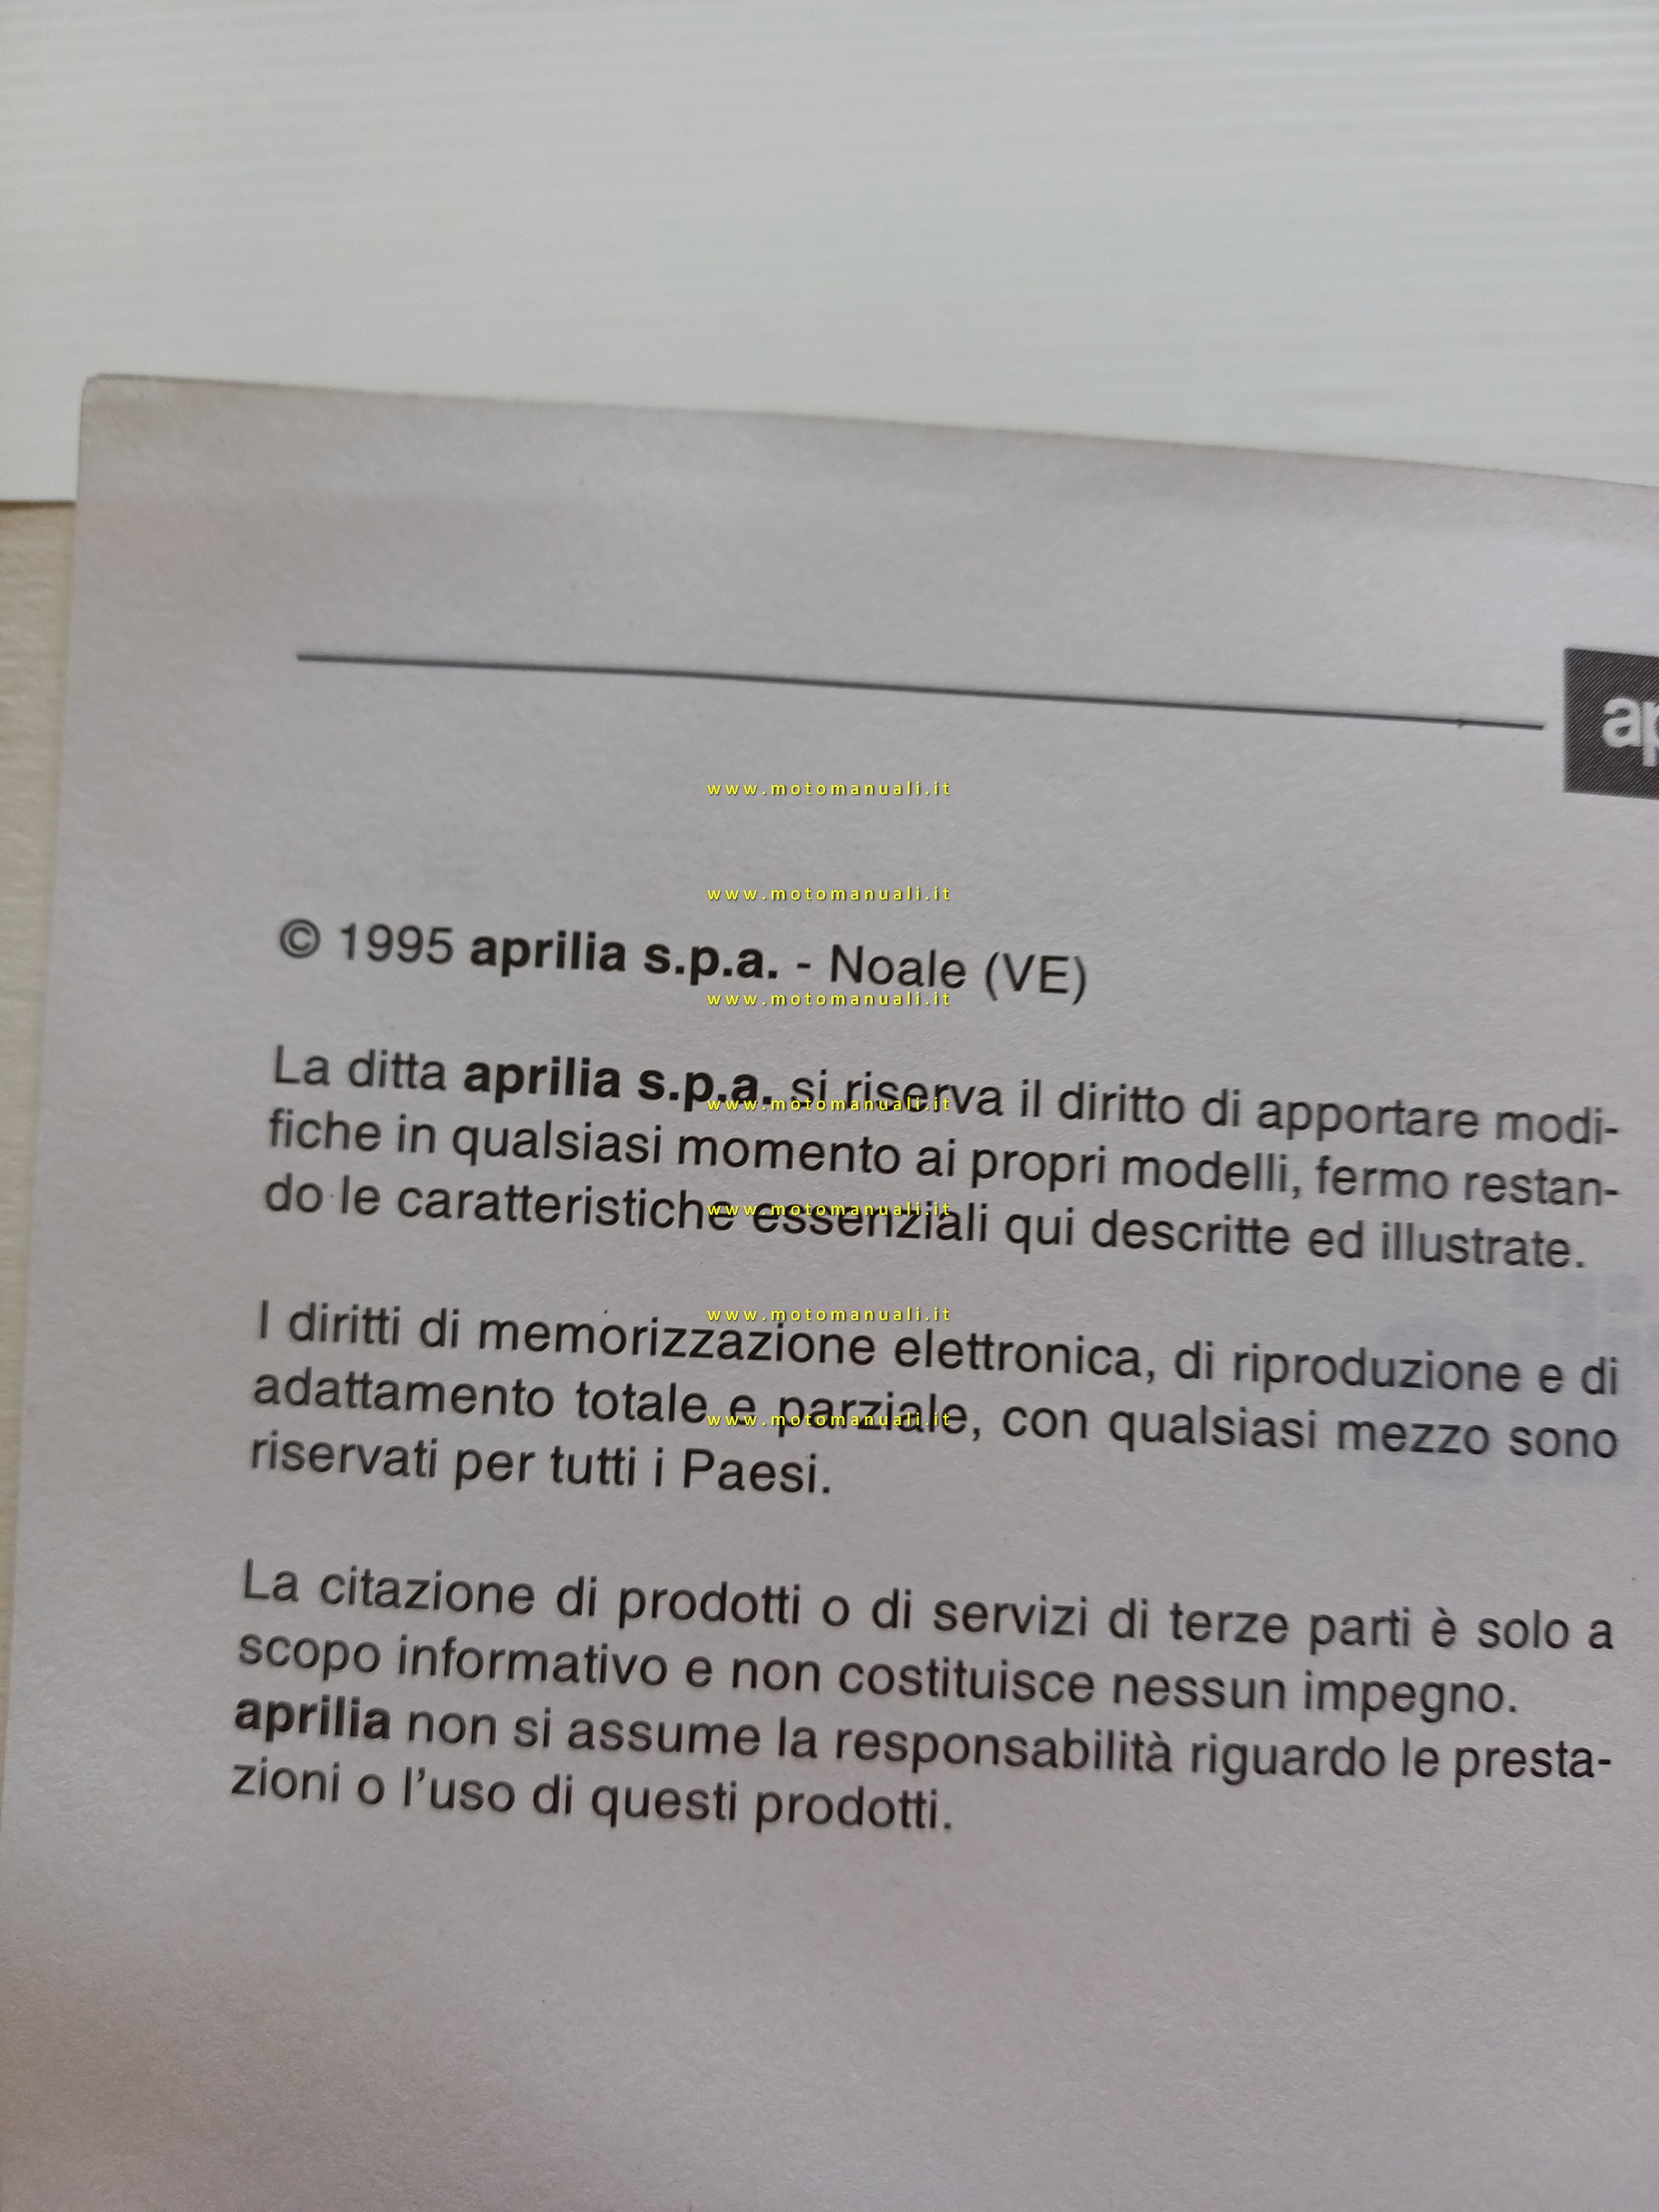 ap
www.motomanuali.it
www.motomanuali.it
© 1995 aprilia s.p.a. - Noale (VE)
www.motomanuali.it
La ditta aprilia s.p.a. si riserva il diritto di apportare modi-
www.motomanuali.it
fiche in qualsiasi momento ai propri modelli, fermo restan-
do le caratteristiche essenziali qui descritte ed illustrate.
www.motomanuali.it
I diritti di memorizzazione elettronica, di riproduzione e di
www.motomanuali.it
adattamento totale e parziale, con qualsiasi mezzo sono
www.motomanuali.it
riservati per tutti i Paesi.
La citazione di prodotti o di servizi di terze parti è solo a
scopo informativo e non costituisce nessun impegno.
aprilia non si assume la responsabilità riguardo le presta-
zioni o l'uso di questi prodotti.